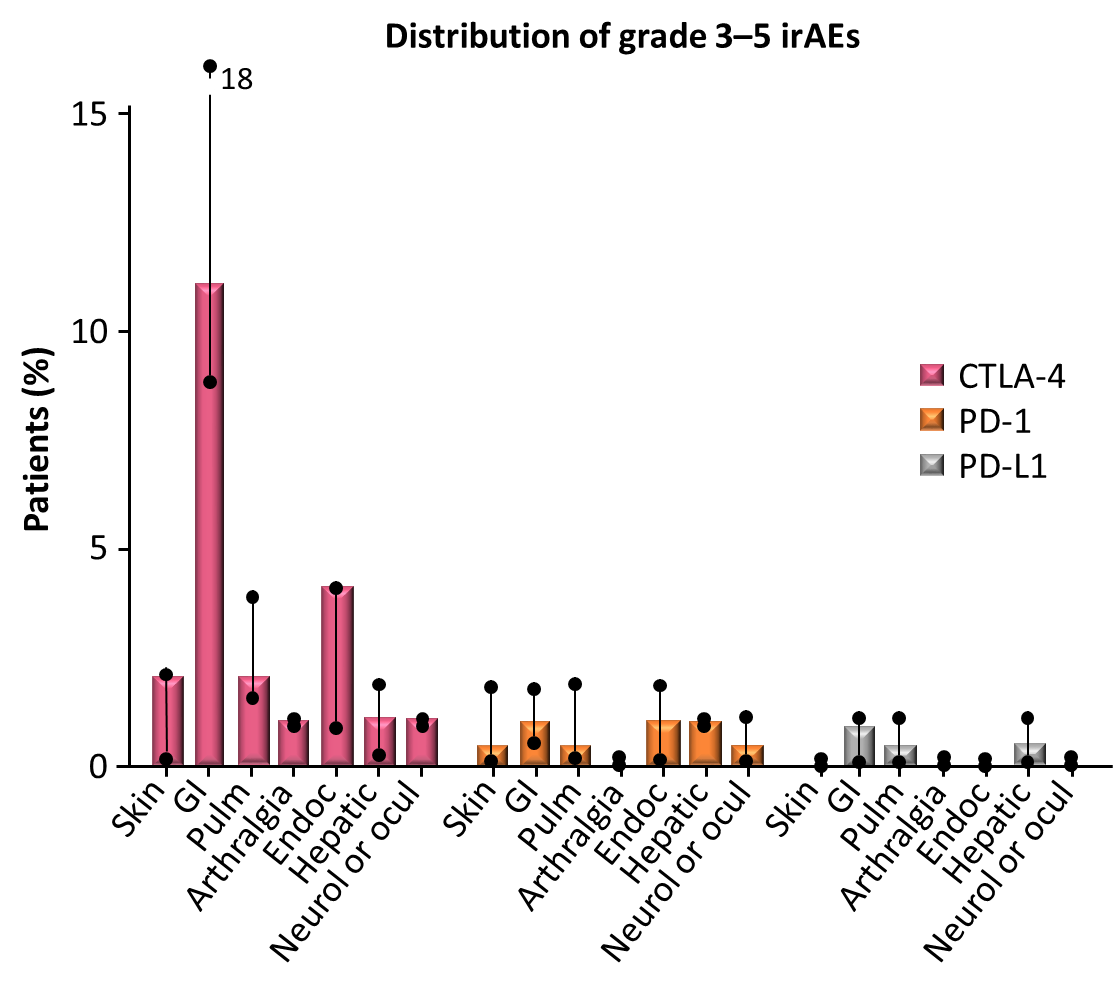 Distribution of grade 3–5 irAEs
18
15
10
5
0
Patients (%)
CTLA-4
PD-1
PD-L1
Skin
GI
Pulm
Arthralgia
Endoc
Hepatic
Neurol or ocul
Skin
GI
Pulm
Arthralgia
Endoc
Hepatic
Neurol or ocul
Skin
GI
Pulm
Arthralgia
Endoc
Hepatic
Neurol or ocul